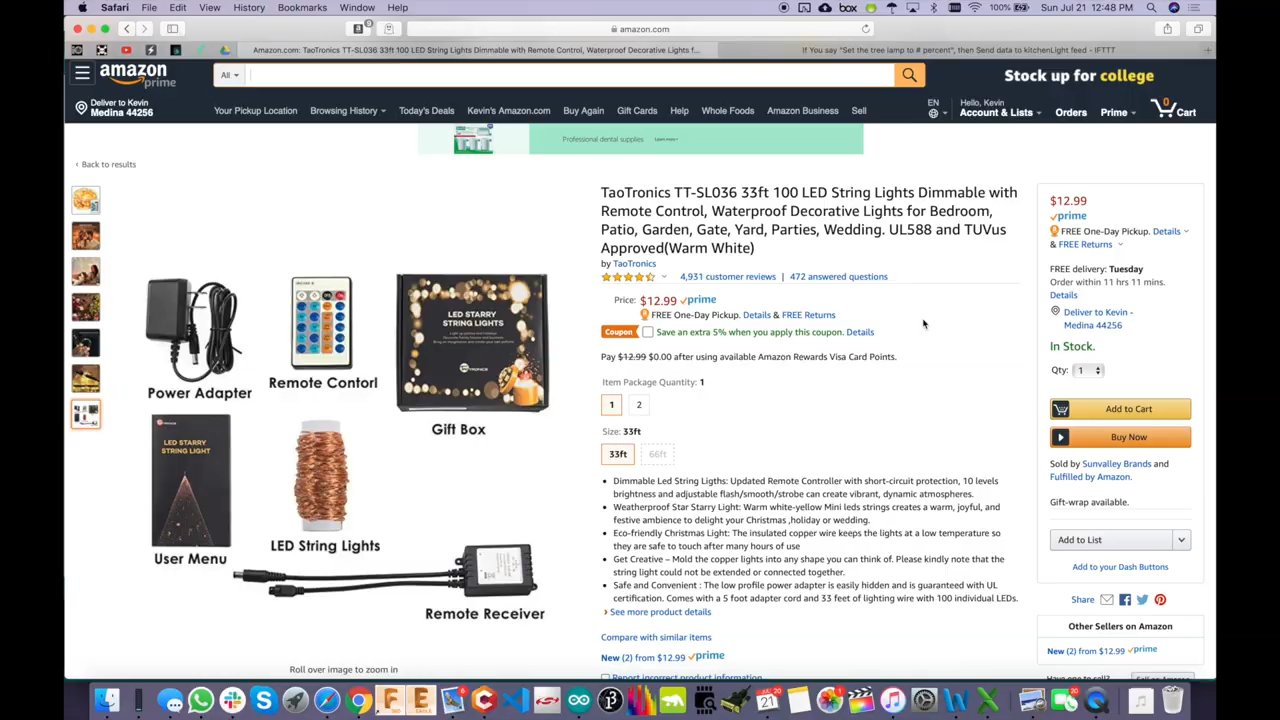 Safari File Edit View History Bookmarks Window Help
box 100% Sun Jul 21 12:48 PM
amazon.com
Amazon.com: TaoTronics TT-SL036 33ft 100 LED String Lights Dimmable with Remote Control, Waterproof Decorative Lights f...
If You say "Set the tree lamp to # percent", then Send data to kitchenLight feed - IFTTT
amazon prime
All
Stock up for college
Deliver to Kevin
Medina 44256
Your Pickup Location Browsing History Today's Deals Kevin's Amazon.com Buy Again Gift Cards Help Whole Foods Amazon Business Sell
EN
Hello, Kevin
Account & Lists Orders Prime 0 Cart
Professional dental supplies Learn more
‹ Back to results
TaoTronics TT-SL036 33ft 100 LED String Lights Dimmable with
Remote Control, Waterproof Decorative Lights for Bedroom,
Patio, Garden, Gate, Yard, Parties, Wedding. UL588 and TUVus
Approved(Warm White)
by TaoTronics
4,931 customer reviews | 472 answered questions
Price: $12.99 prime
FREE One-Day Pickup. Details & FREE Returns
Coupon Save an extra 5% when you apply this coupon. Details
Pay $12.99 $0.00 after using available Amazon Rewards Visa Card Points.
Item Package Quantity: 1
1 2
Size: 33ft
33ft 66ft
• Dimmable Led String Ligths: Updated Remote Controller with short-circuit protection, 10 levels
brightness and adjustable flash/smooth/strobe can create vibrant, dynamic atmospheres.
• Weatherproof Star Starry Light: Warm white-yellow Mini leds strings creates a warm, joyful, and
festive ambience to delight your Christmas ,holiday or wedding.
• Eco-friendly Christmas Light: The insulated copper wire keeps the lights at a low temperature so
they are safe to touch after many hours of use
• Get Creative – Mold the copper lights into any shape you can think of. Please kindly note that the
string light could not be extended or connected together.
• Safe and Convenient : The low profile power adapter is easily hidden and is guaranteed with UL
certification. Comes with a 5 foot adapter cord and 33 feet of lighting wire with 100 individual LEDs.
› See more product details
Compare with similar items
New (2) from $12.99 prime
Report incorrect product information
Power Adapter
Remote Contorl
LED STARRY
STRING LIGHTS
TAOTRONICS
Gift Box
LED STARRY
STRING LIGHT
User Menu
LED String Lights
Remote Receiver
Roll over image to zoom in
$12.99
prime
FREE One-Day Pickup. Details
& FREE Returns
FREE delivery: Tuesday
Order within 11 hrs 11 mins.
Details
Deliver to Kevin -
Medina 44256
In Stock.
Qty: 1
Add to Cart
Buy Now
Sold by Sunvalley Brands and
Fulfilled by Amazon.
Gift-wrap available.
Add to List
Add to your Dash Buttons
Share
Other Sellers on Amazon
New (2) from $12.99 prime